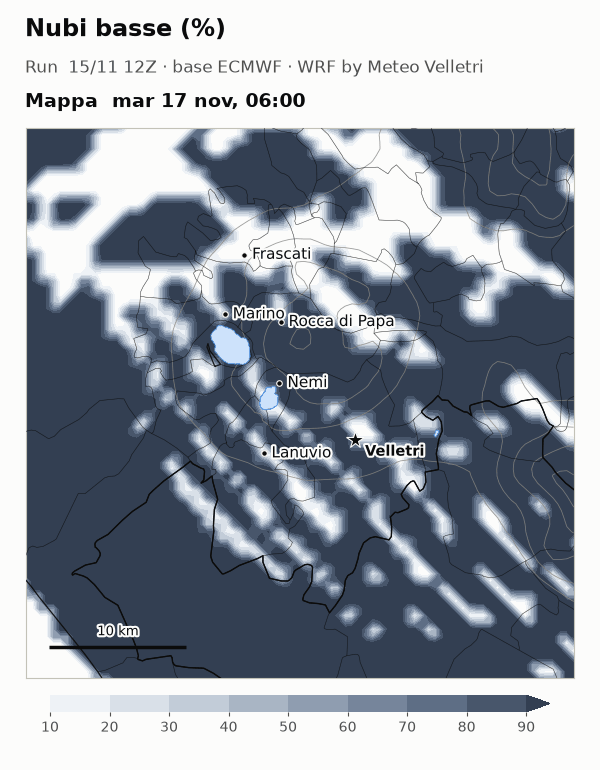 Nubi basse (%)
Run  15/11 12Z · base ECMWF · WRF by Meteo Velletri
Mappa  mar 17 nov, 06:00
Frascati
Marino
Rocca di Papa
Nemi
Velletri
Lanuvio
10 km
10 20 30 40 50 60 70 80 90